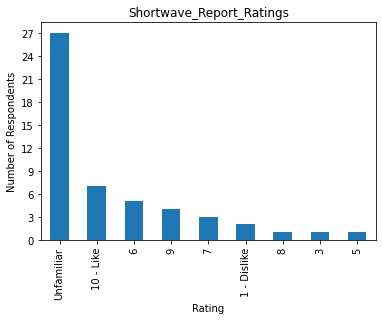 Shortwave_Report_Ratings
Number of Respondents
27
24
21
18
15
12
9
6
3
0
Unfamiliar
10 - Like
6
9
7
1 - Dislike
8
3
5
Rating